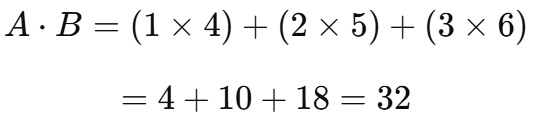 A · B = (1 × 4) + (2 × 5) + (3 × 6)
= 4 + 10 + 18 = 32